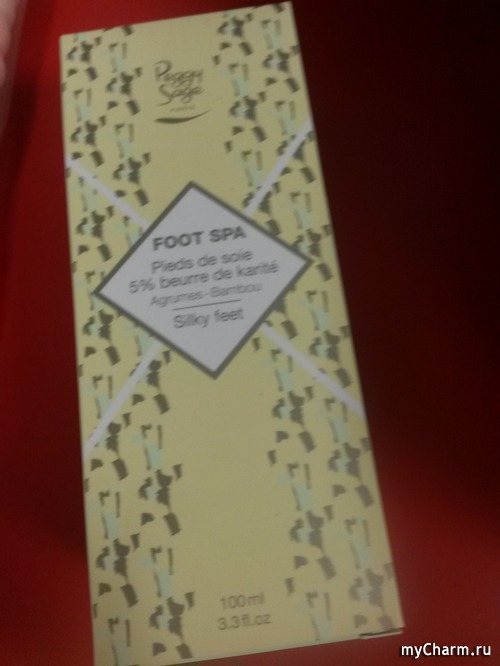 Peggy
Sage
FOOT SPA
Pieds de soie
5% beurre de karité
Agrumes-Bambou
Silky feet
100 ml
3.3 fl.oz
myCharm.ru